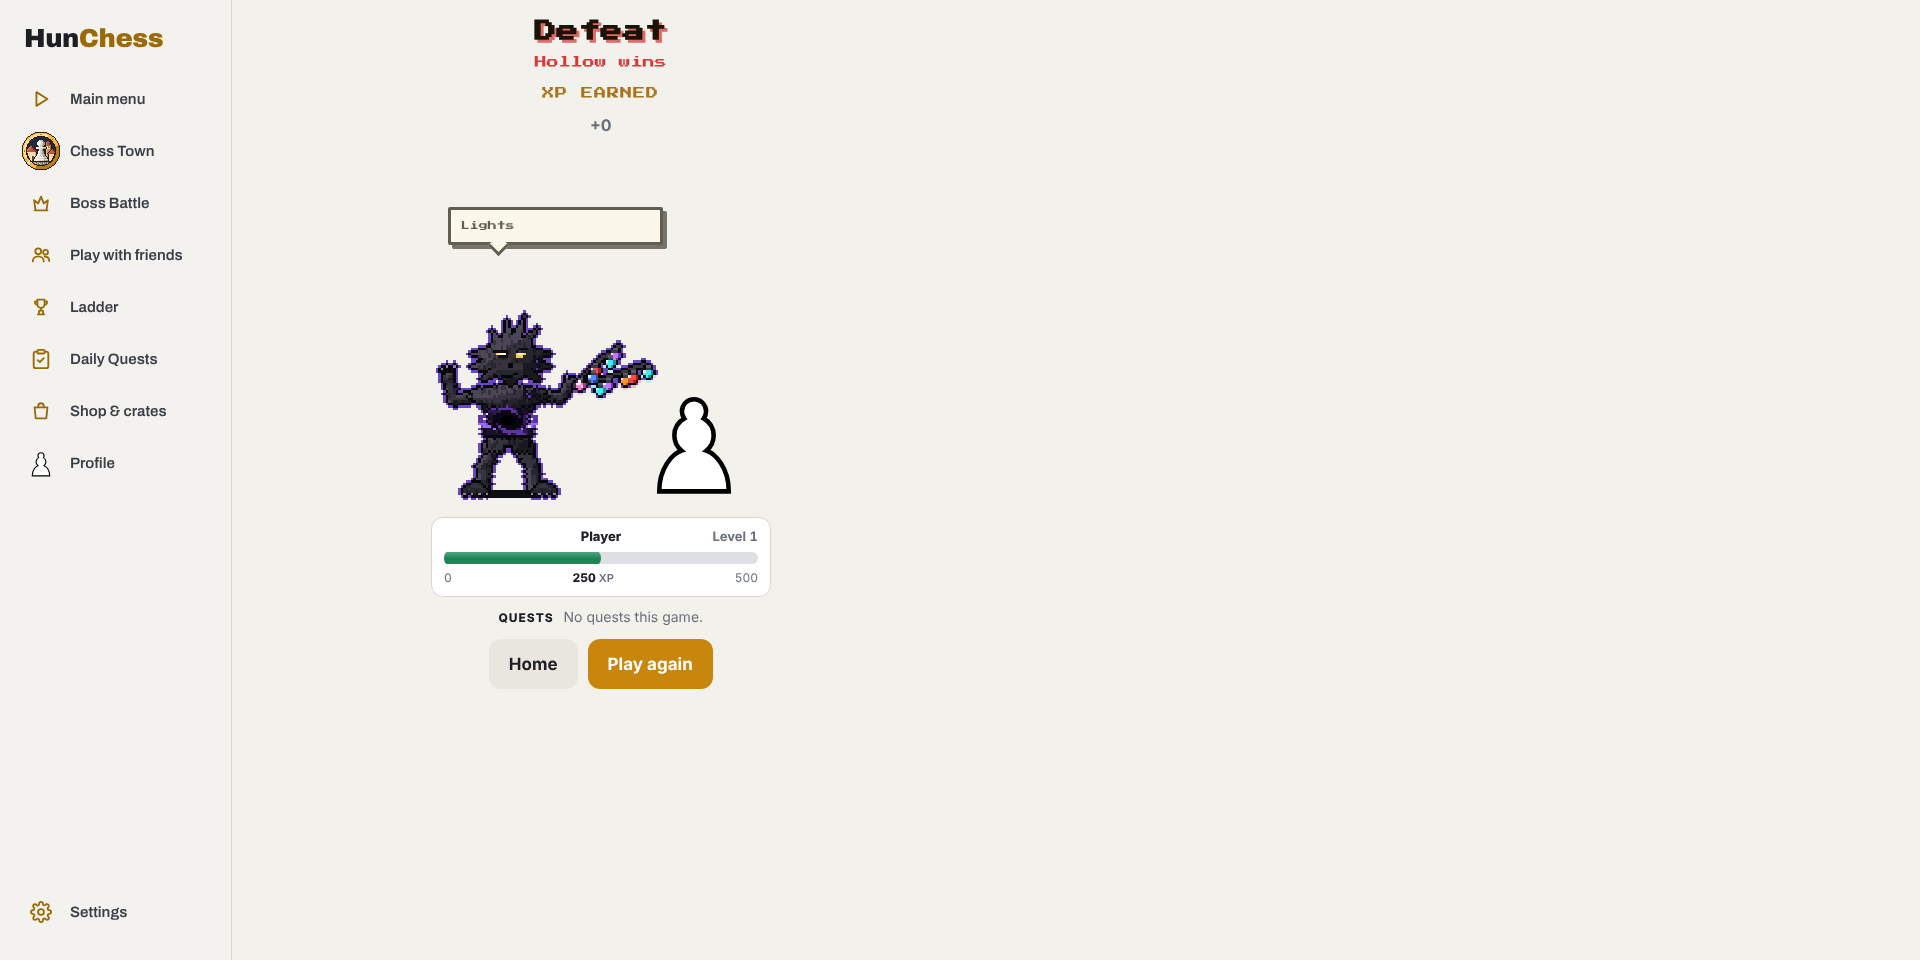 HunChess
Main menu
Chess Town
Boss Battle
Play with friends
Ladder
Daily Quests
Shop & crates
Profile
Settings
Defeat
Hollow wins
XP EARNED
+0
Lights
Player Level 1
0 250 XP 500
QUESTS No quests this game.
Home Play again